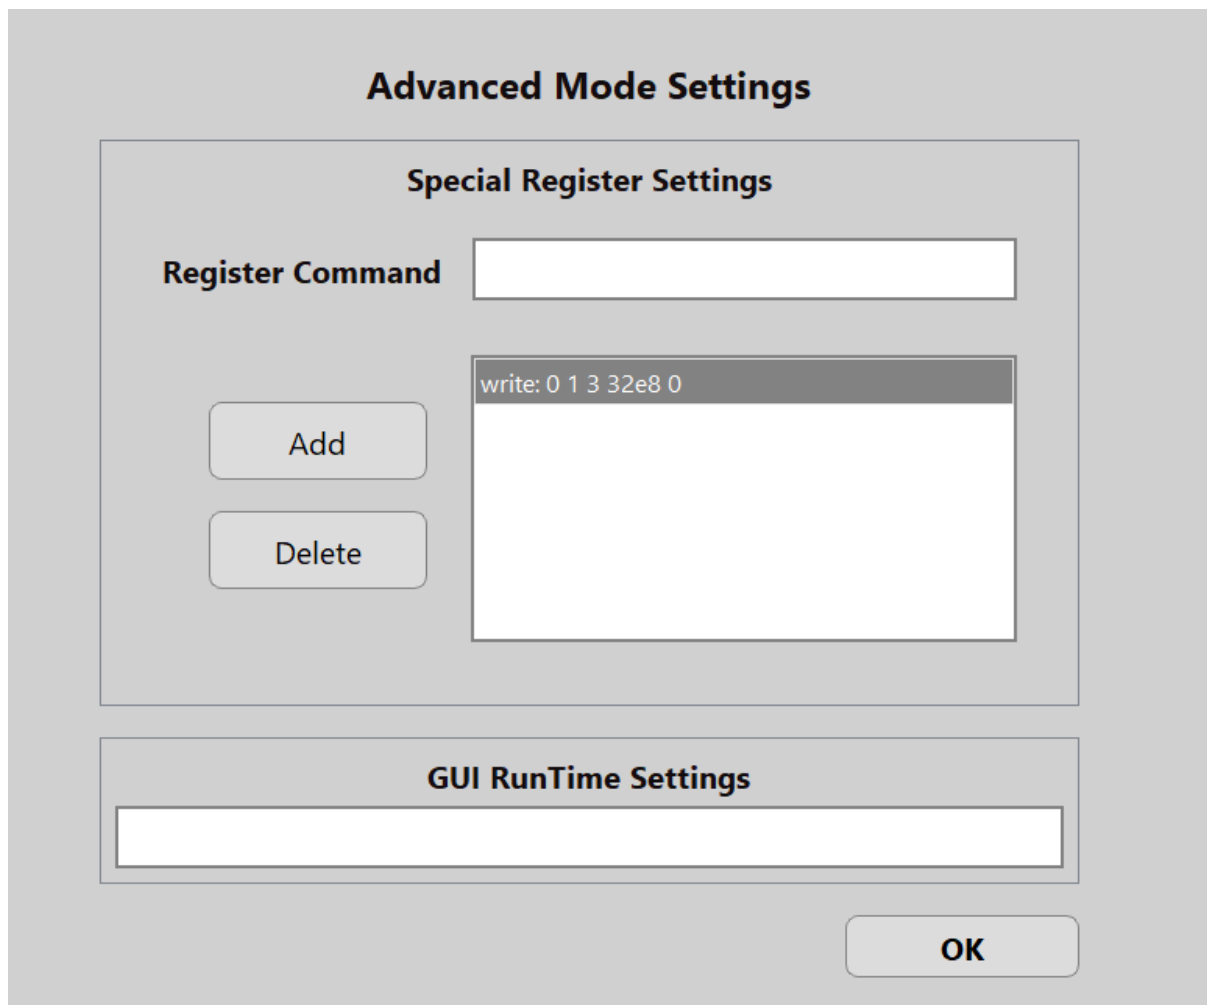 Advanced Mode Settings
Special Register Settings
Register Command
write: 0 1 3 32e8 0
Add
Delete
GUI RunTime Settings
OK